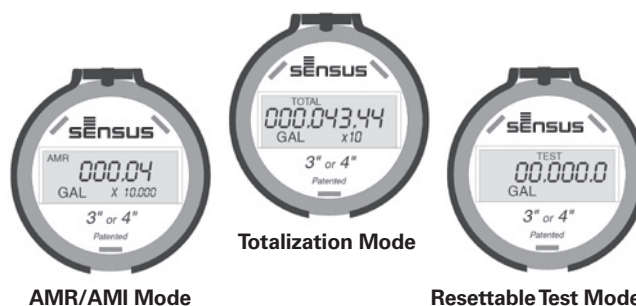 sensus
AMR
000.04
GAL X 10,000
3" or 4"
Patented
AMR/AMI Mode
sensus
TOTAL
000,043.44
GAL x10
3" or 4"
Patented
Totalization Mode
sensus
TEST
00,000.0
GAL
3" or 4"
Patented
Resettable Test Mode